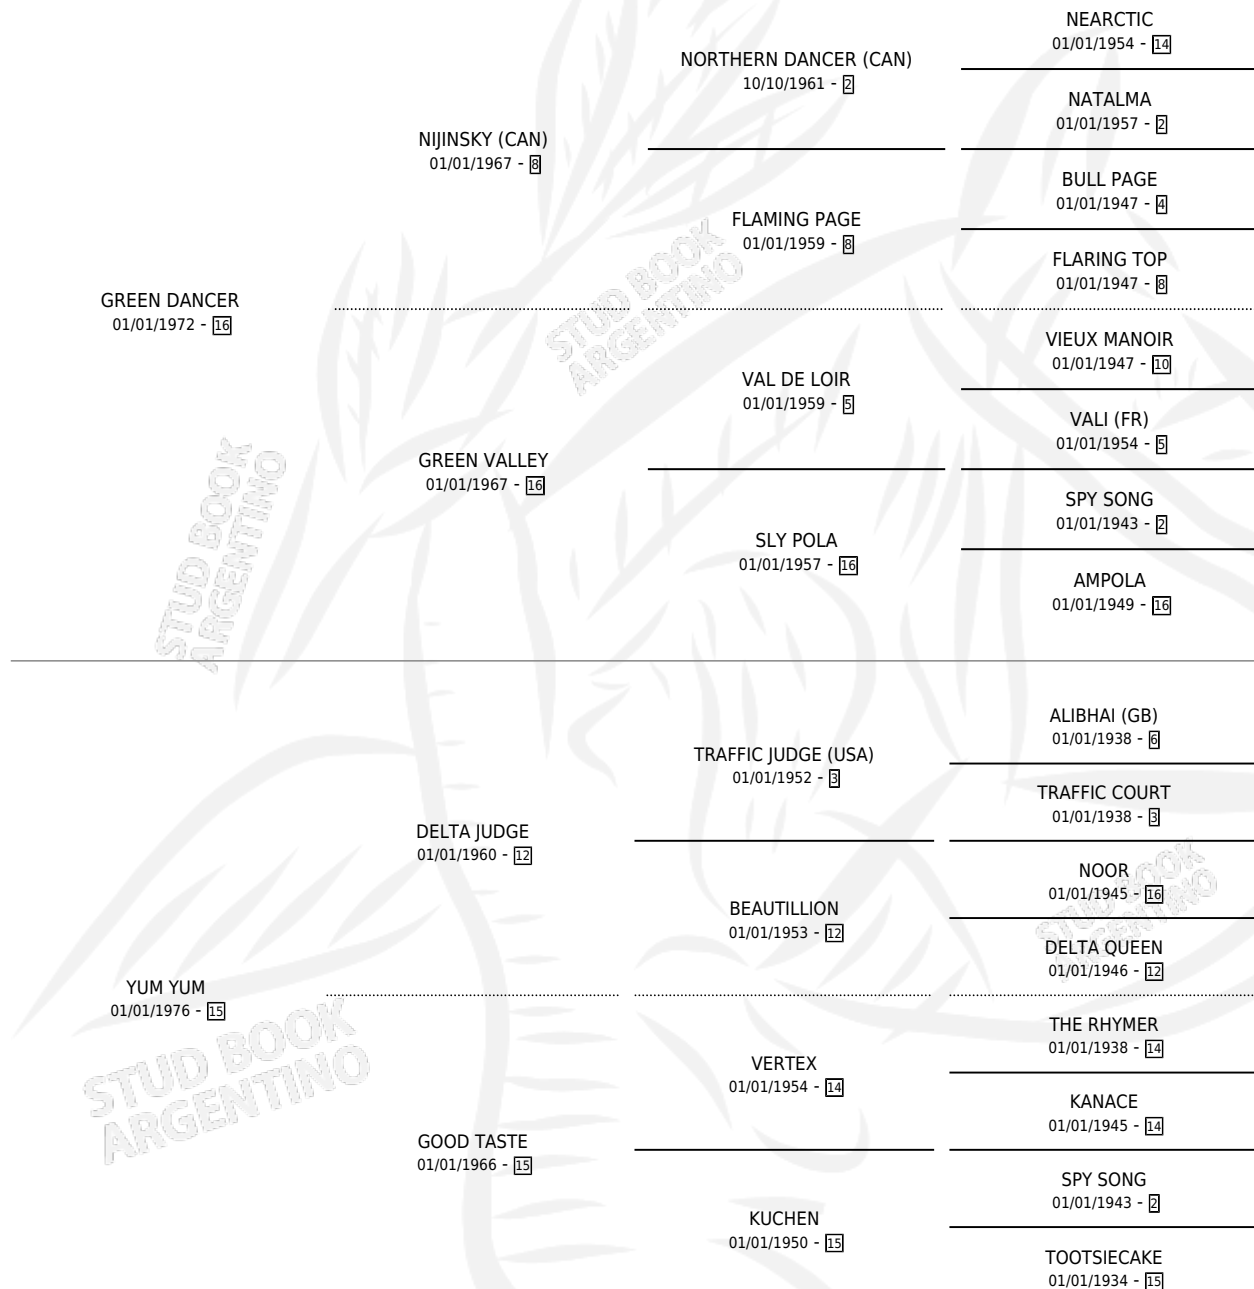 NEARCTIC
01/01/1954 - 14
NORTHERN DANCER (CAN)
10/10/1961 - 2
NATALMA
01/01/1957 - 2
NIJINSKY (CAN)
01/01/1967 - 8
BULL PAGE
01/01/1947 - 4
FLAMING PAGE
01/01/1959 - 8
FLARING TOP
01/01/1947 - 8
GREEN DANCER
01/01/1972 - 16
STUD BOOK
ARGENTINO
VIEUX MANOIR
01/01/1947 - 10
VAL DE LOIR
01/01/1959 - 5
VALI (FR)
01/01/1954 - 5
GREEN VALLEY
01/01/1967 - 16
SPY SONG
01/01/1943 - 2
SLY POLA
01/01/1957 - 16
AMPOLA
01/01/1949 - 16
STUD BOOK
ARGENTINO
ALIBHAI (GB)
01/01/1938 - 6
TRAFFIC JUDGE (USA)
01/01/1952 - 3
TRAFFIC COURT
01/01/1938 - 3
DELTA JUDGE
01/01/1960 - 12
NOOR
01/01/1945 - 16
BEAUTILLION
01/01/1953 - 12
STUD BOOK
ARGENTINO
DELTA QUEEN
01/01/1946 - 12
YUM YUM
01/01/1976 - 15
STUD BOOK
ARGENTINO
THE RHYMER
01/01/1938 - 14
VERTEX
01/01/1954 - 14
KANACE
01/01/1945 - 14
GOOD TASTE
01/01/1966 - 15
SPY SONG
01/01/1943 - 2
KUCHEN
01/01/1950 - 15
TOOTSIECAKE
01/01/1934 - 15